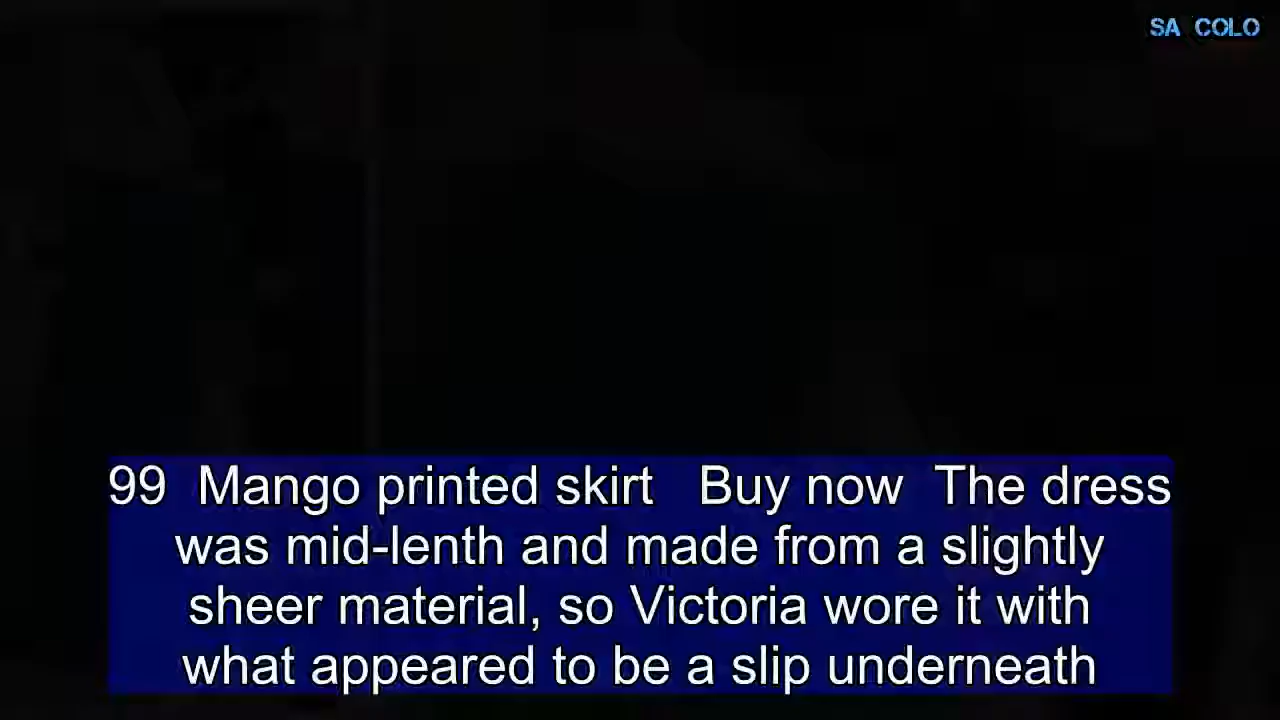 SA COLO
99 Mango printed skirt Buy now The dress
was mid-lenth and made from a slightly
sheer material, so Victoria wore it with
what appeared to be a slip underneath